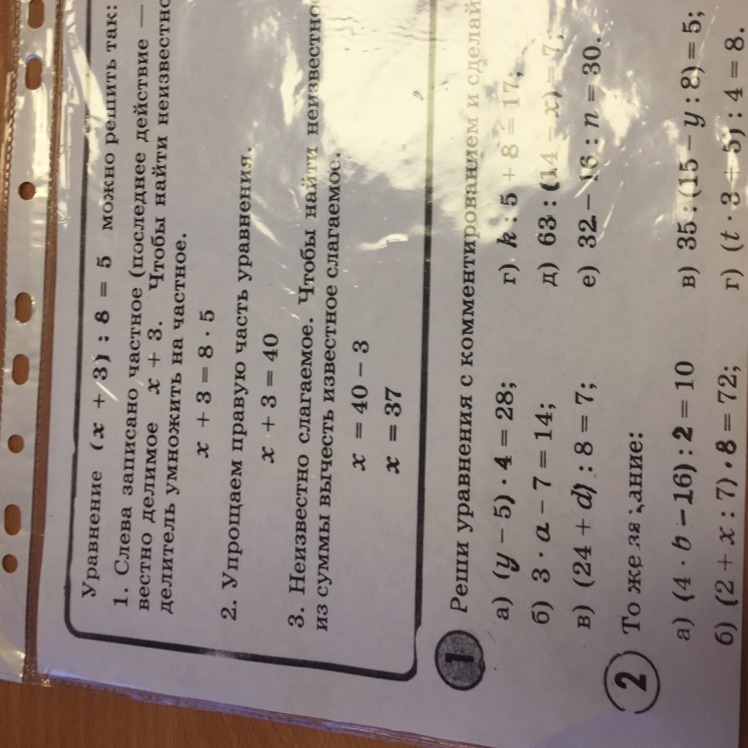 Уравнение (x + 3) : 8 = 5 можно решить так:
1. Слева записано частное (последнее действие —
вестно делимое x + 3. Чтобы найти неизвестно
делитель умножить на частное.
x + 3 = 8 · 5
2. Упрощаем правую часть уравнения.
x + 3 = 40
3. Неизвестно слагаемое. Чтобы найти неизвестно
из суммы вычесть известное слагаемое.
x = 40 − 3
x = 37
1 Реши уравнения с комментированием и сделай
а) (y − 5) · 4 = 28; г) k : 5 + 8 = 17;
б) 3 · a − 7 = 14; д) 63 : (14 − x) = 7;
в) (24 + d) : 8 = 7; е) 32 − 16 : n = 30.
2 То же задание:
а) (4 · b − 16) : 2 = 10 в) 35 : (15 − y : 8) = 5;
б) (2 + x : 7) · 8 = 72; г) (t · 3 + 5) : 4 = 8.